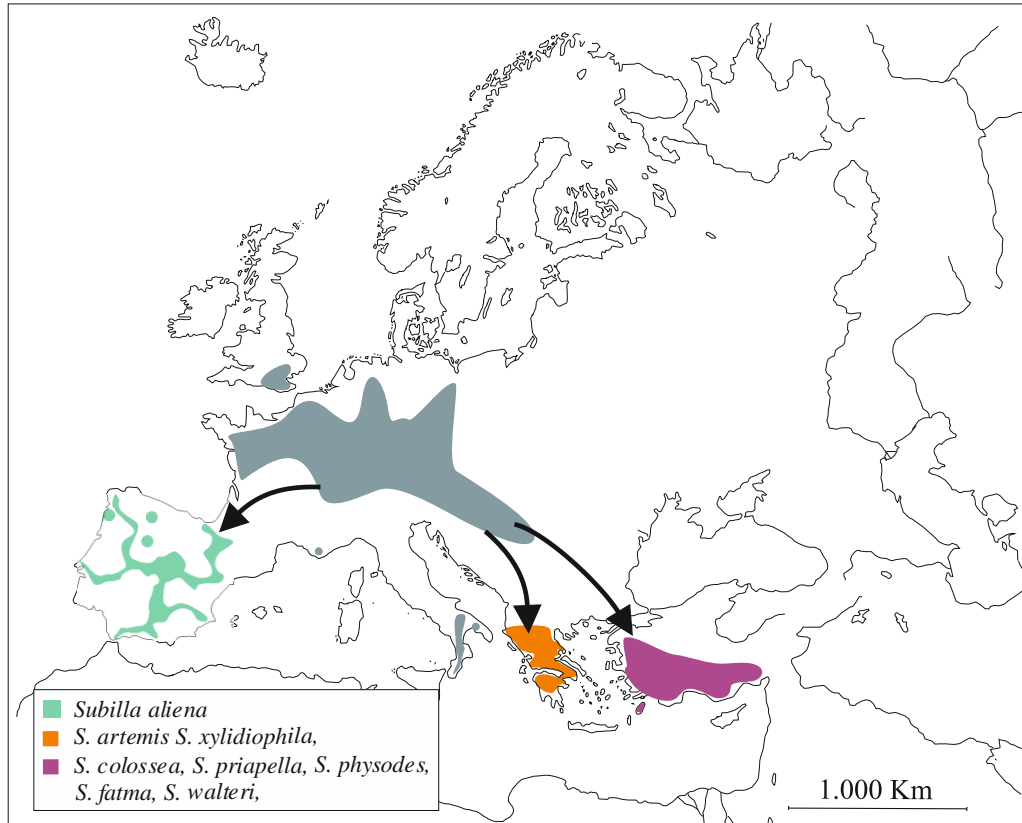 Subilla aliena
S. artemis S. xylidiophila,
S. colossea, S. priapella, S. physodes,
S. fatma, S. walteri,
1.000 Km